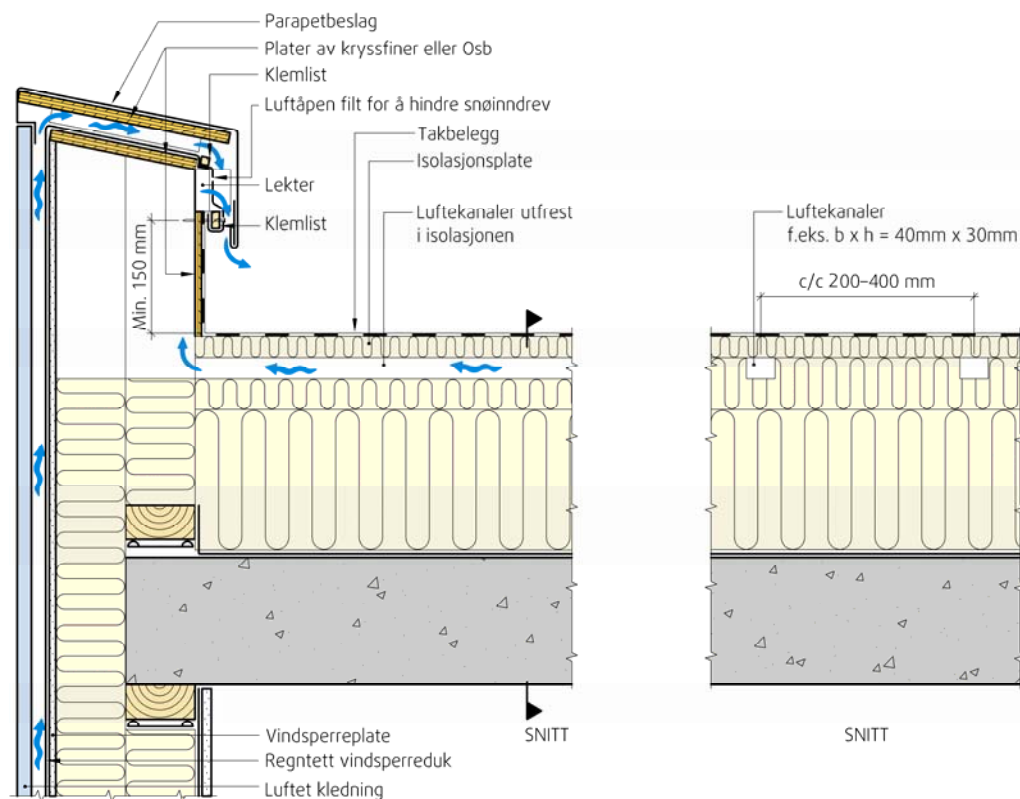 Parapetbeslag
Plater av kryssfiner eller Osb
Klemlist
Luftåpen filt for å hindre snøinndrev
Takbelegg
Isolasjonsplate
Lekter
Luftekanaler utfrest
i isolasjonen
Klemlist
Min. 150 mm
Luftekanaler
f.eks. b x h = 40mm x 30mm
c/c 200–400 mm
Vindsperreplate
Regntett vindsperreduk
Luftet kledning
SNITT
SNITT